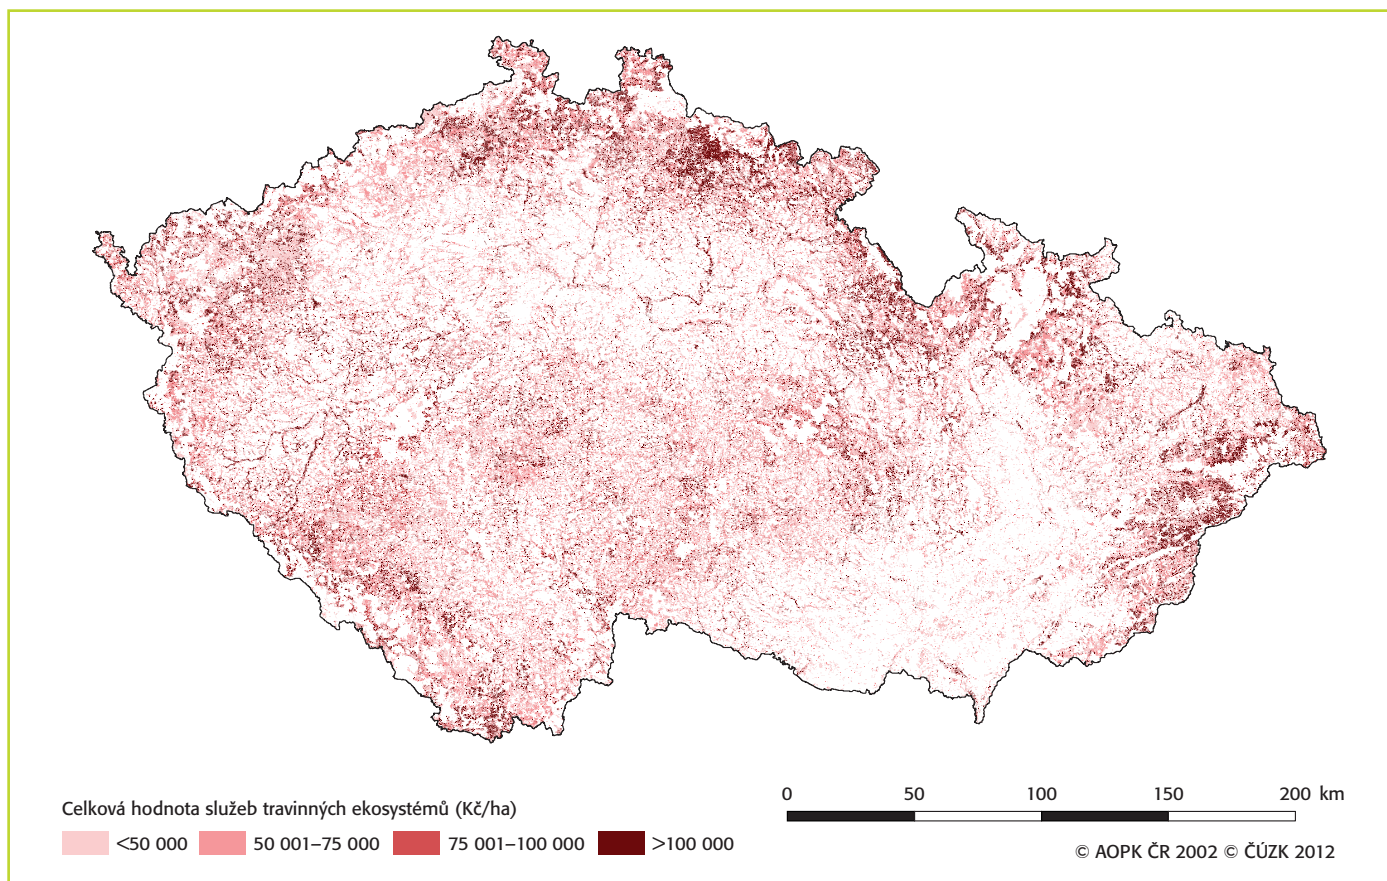 Celková hodnota služeb travinných ekosystémů (Kč/ha)
<50 000 50 001–75 000 75 001–100 000 >100 000
0 50 100 150 200 km
© AOPK ČR 2002 © ČÚZK 2012